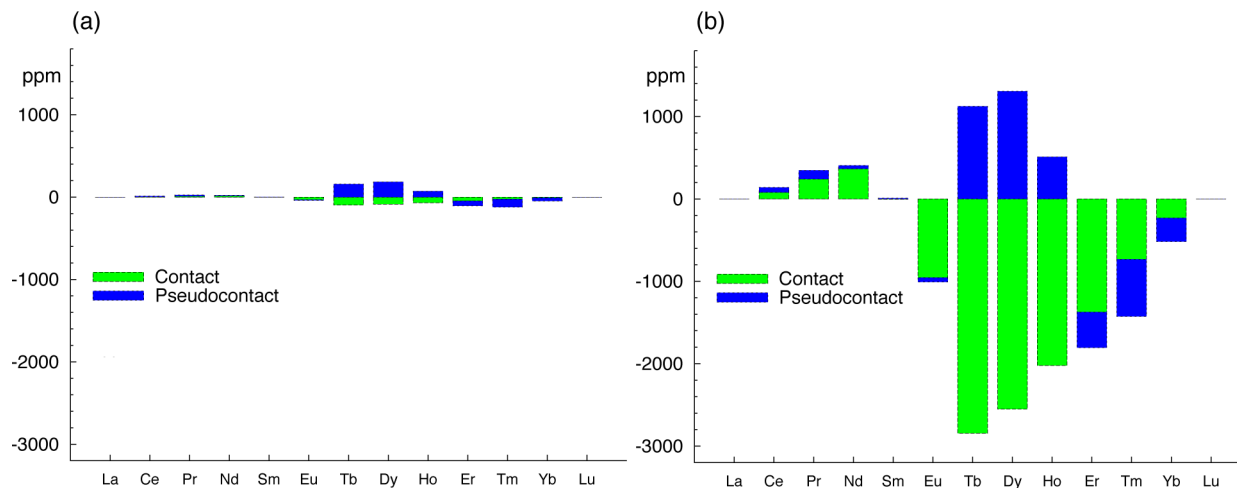 (a)
ppm
1000
0
-1000
-2000
-3000
Contact
Pseudocontact
La Ce Pr Nd Sm Eu Tb Dy Ho Er Tm Yb Lu
(b)
ppm
1000
0
-1000
-2000
-3000
Contact
Pseudocontact
La Ce Pr Nd Sm Eu Tb Dy Ho Er Tm Yb Lu